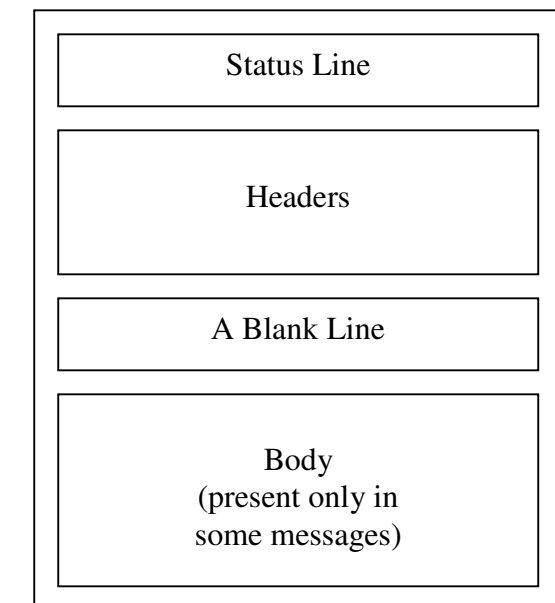 Status Line
Headers
A Blank Line
Body
(present only in
some messages)